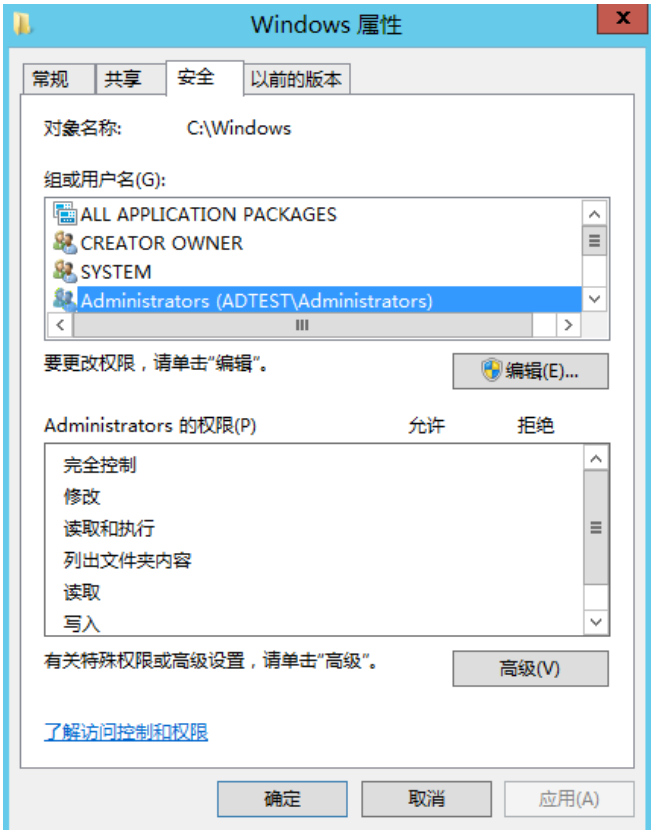 Windows 属性
x
常规 共享 安全 以前的版本
对象名称: C:\Windows
组或用户名(G):
ALL APPLICATION PACKAGES
CREATOR OWNER
SYSTEM
Administrators (ADTEST\Administrators)
要更改权限，请单击"编辑"。 编辑(E)...
Administrators 的权限(P) 允许 拒绝
完全控制
修改
读取和执行
列出文件夹内容
读取
写入
有关特殊权限或高级设置，请单击"高级"。 高级(V)
了解访问控制和权限
确定 取消 应用(A)